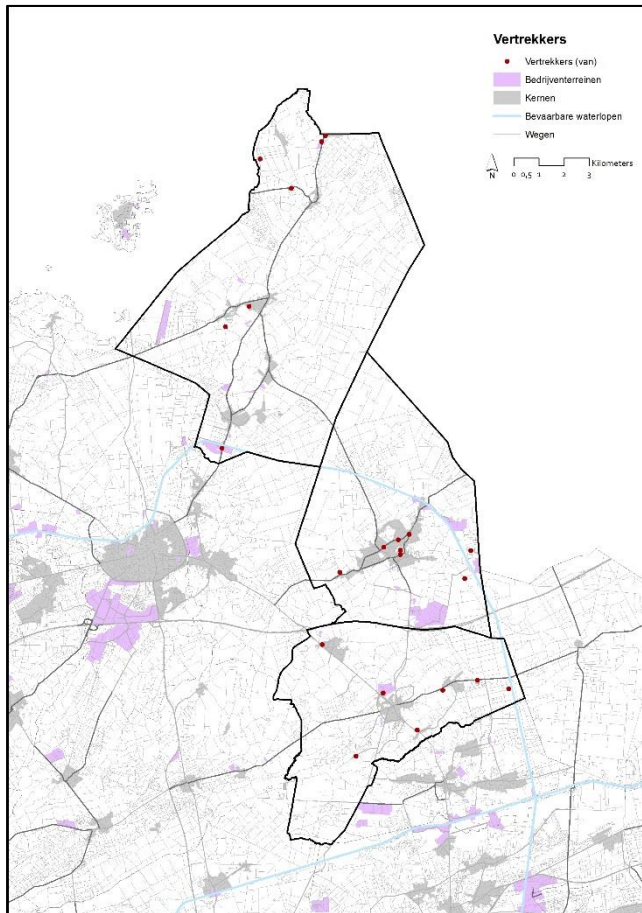 Vertrekkers
Vertrekkers (van)
Bedrijventerreinen
Kernen
Bevaarbare waterlopen
Wegen
N
0 0,5 1 2 3 Kilometers